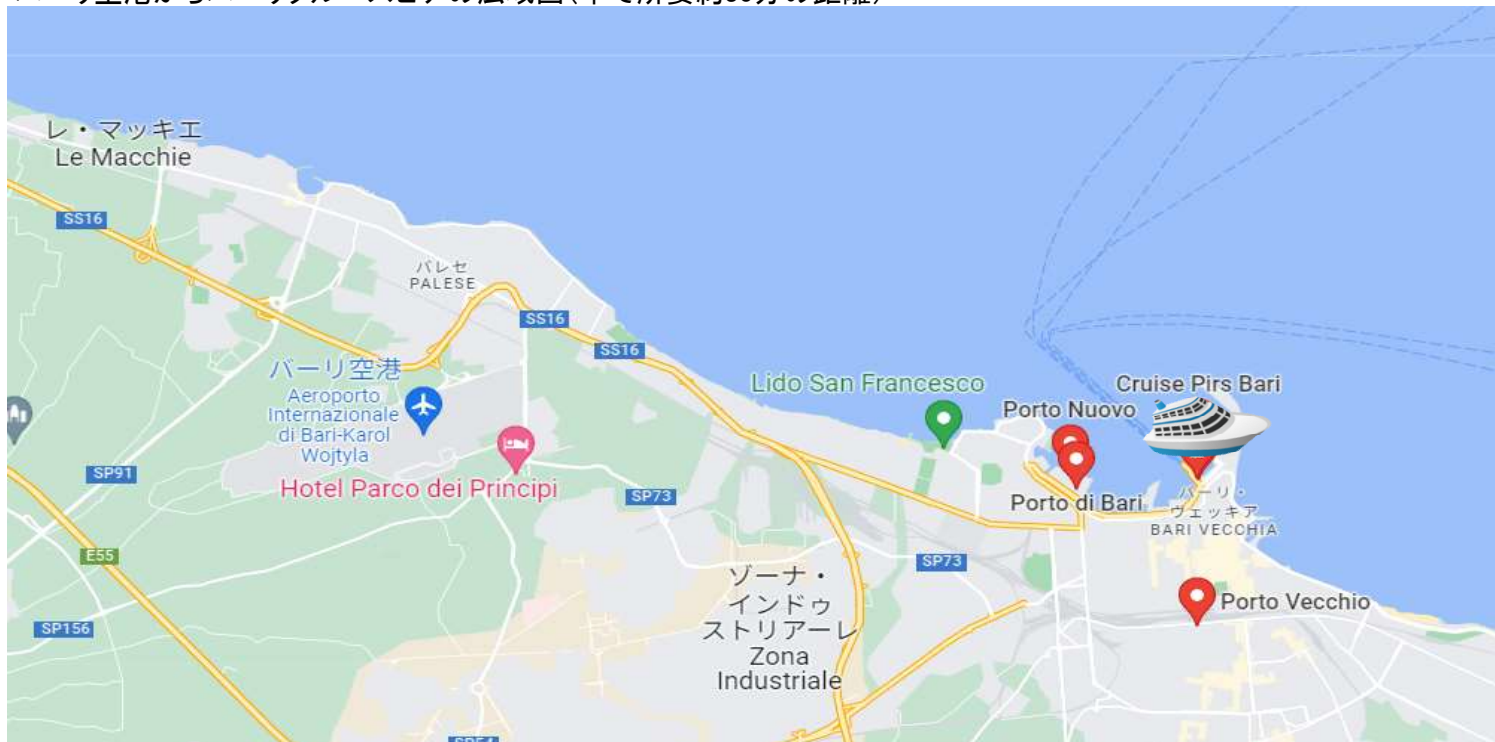 レ・マッキエ
Le Macchie
SS16
パレセ
PALESE
SS16
SS16
バーリ空港
Aeroporto
Internazionale
di Bari-Karol
Wojtyla
Lido San Francesco
Cruise Pirs Bari
Porto Nuovo
SP91
Hotel Parco dei Principi
SP73
Porto di Bari
バーリ・
ヴェッキア
BARI VECCHIA
E55
SP73
ゾーナ・
インドゥ
ストリアーレ
Zona
Industriale
Porto Vecchio
SP156